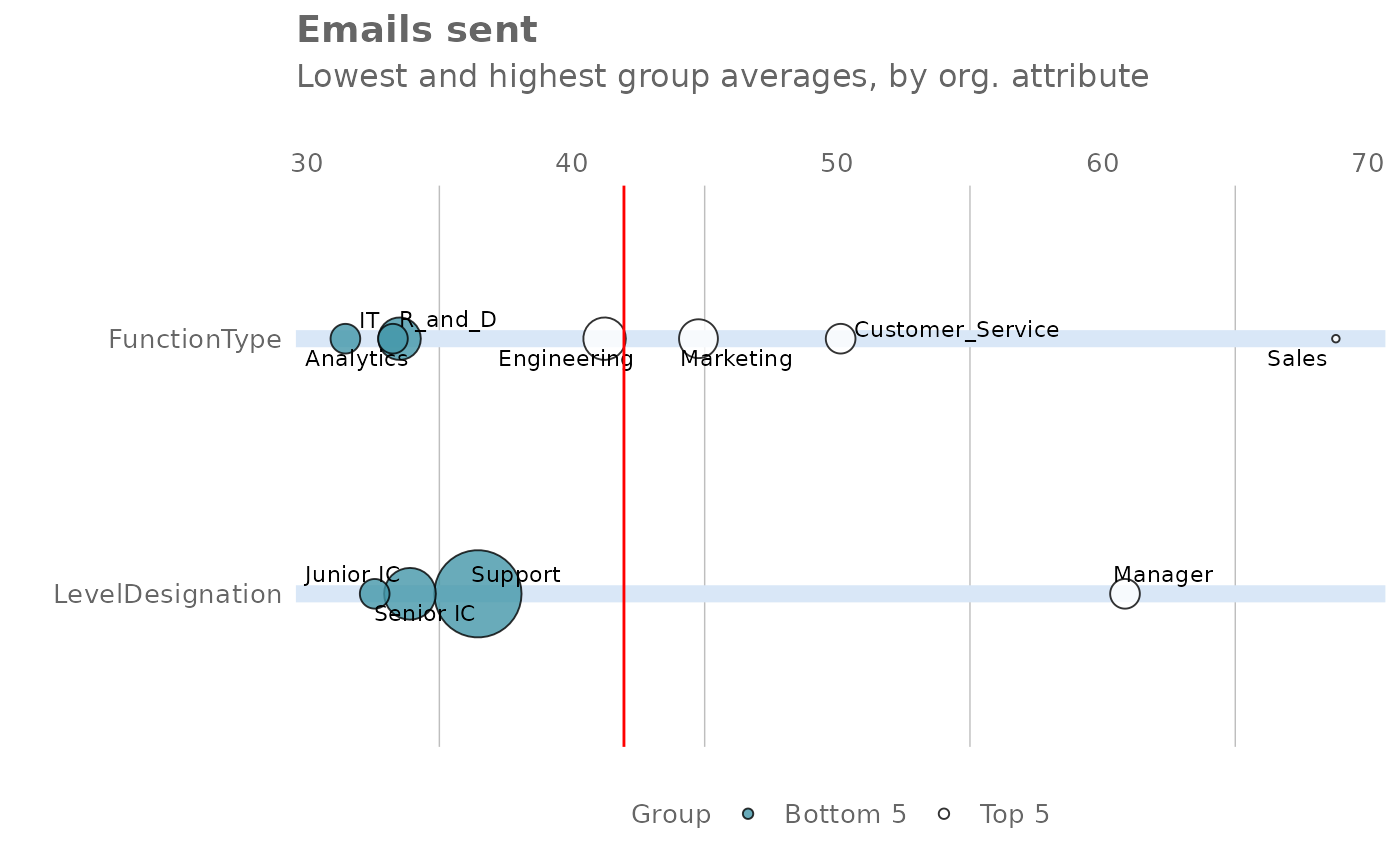 Emails sent
Lowest and highest group averages, by org. attribute
30 40 50 60 70
FunctionType
IT R_and_D Customer_Service
Analytics Engineering Marketing Sales
LevelDesignation
Junior IC Support Manager
Senior IC
Group Bottom 5 Top 5